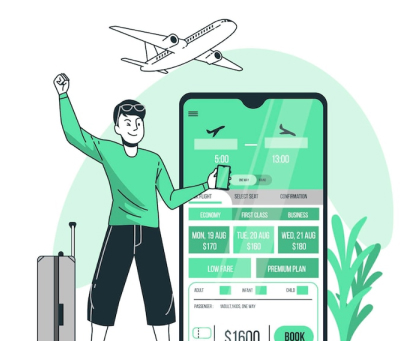 5:00 13:00
FLIGHT SELECT SEAT CONFIRMATION
ECONOMY FIRST CLASS BUSINESS
MON, 19 AUG TUE, 20 AUG WED, 21 AUG
$170 $180 $180
LOW FARE PREMIUM PLAN
ADULT INFANT CHILD
PASSENGER
$1600 BOOK